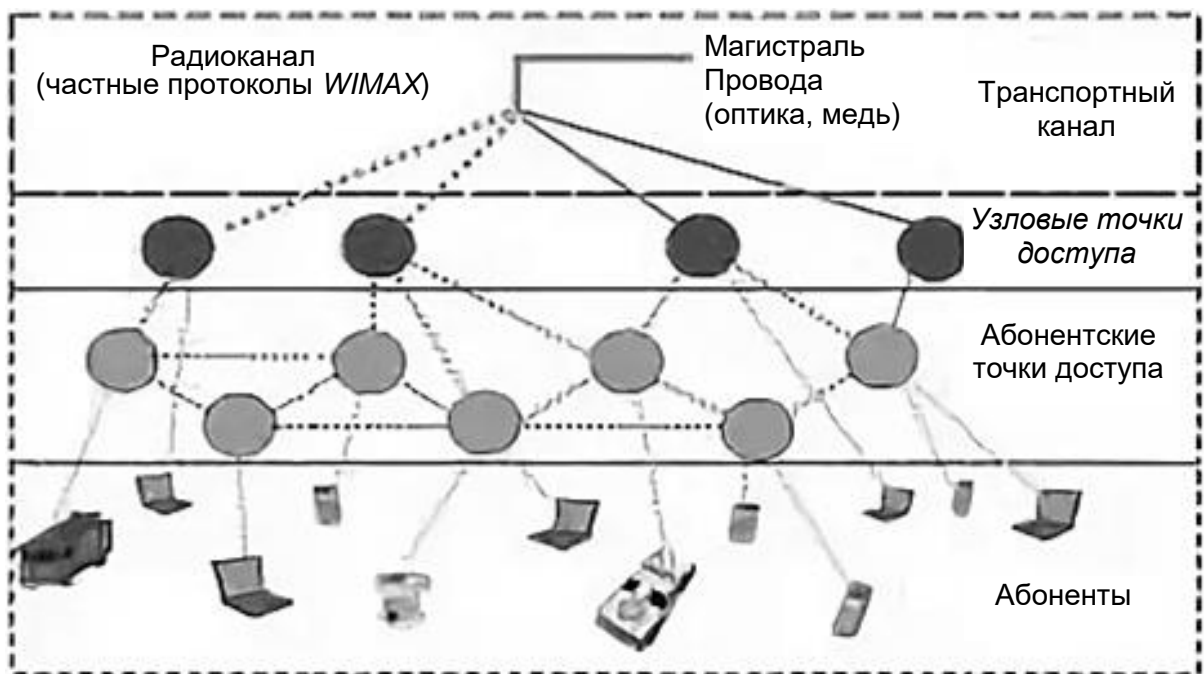 Радиоканал
(частные протоколы WIMAX)
Магистраль
Провода
(оптика, медь)
Транспортный
канал
Узловые точки
доступа
Абонентские
точки доступа
Абоненты